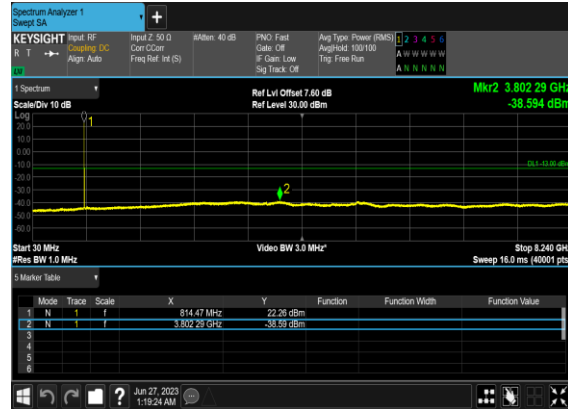 Spectrum Analyzer 1
Swept SA
+
KEYSIGHT Input: RF Input Z: 50 Ω #Atten: 40 dB PNO: Fast Avg Type: Power (RMS) 1 2 3 4 5 6
R T Coupling: DC Corr CCorr Gate: Off Avg|Hold: 100/100 A W W W W W
Align: Auto Freq Ref: Int (S) IF Gain: Low Trig: Free Run
Sig Track: Off A N N N N N
1 Spectrum Ref Lvl Offset 7.60 dB Mkr2 3.802 29 GHz
Scale/Div 10 dB Ref Level 30.00 dBm -38.594 dBm
Log
20.0
10.0
0.00
-10.0
-20.0
-30.0
-40.0
-50.0
-60.0
1
2
DL1 -13.00 dBm
Start 30 MHz Video BW 3.0 MHz* Stop 8.240 GHz
#Res BW 1.0 MHz Sweep 16.0 ms (40001 pts)
5 Marker Table
Mode Trace Scale X Y Function Function Width Function Value
1 N 1 f 814.47 MHz 22.26 dBm
2 N 1 f 3.802 29 GHz -38.59 dBm
3
4
5
6
? Jun 27, 2023
1:19:24 AM